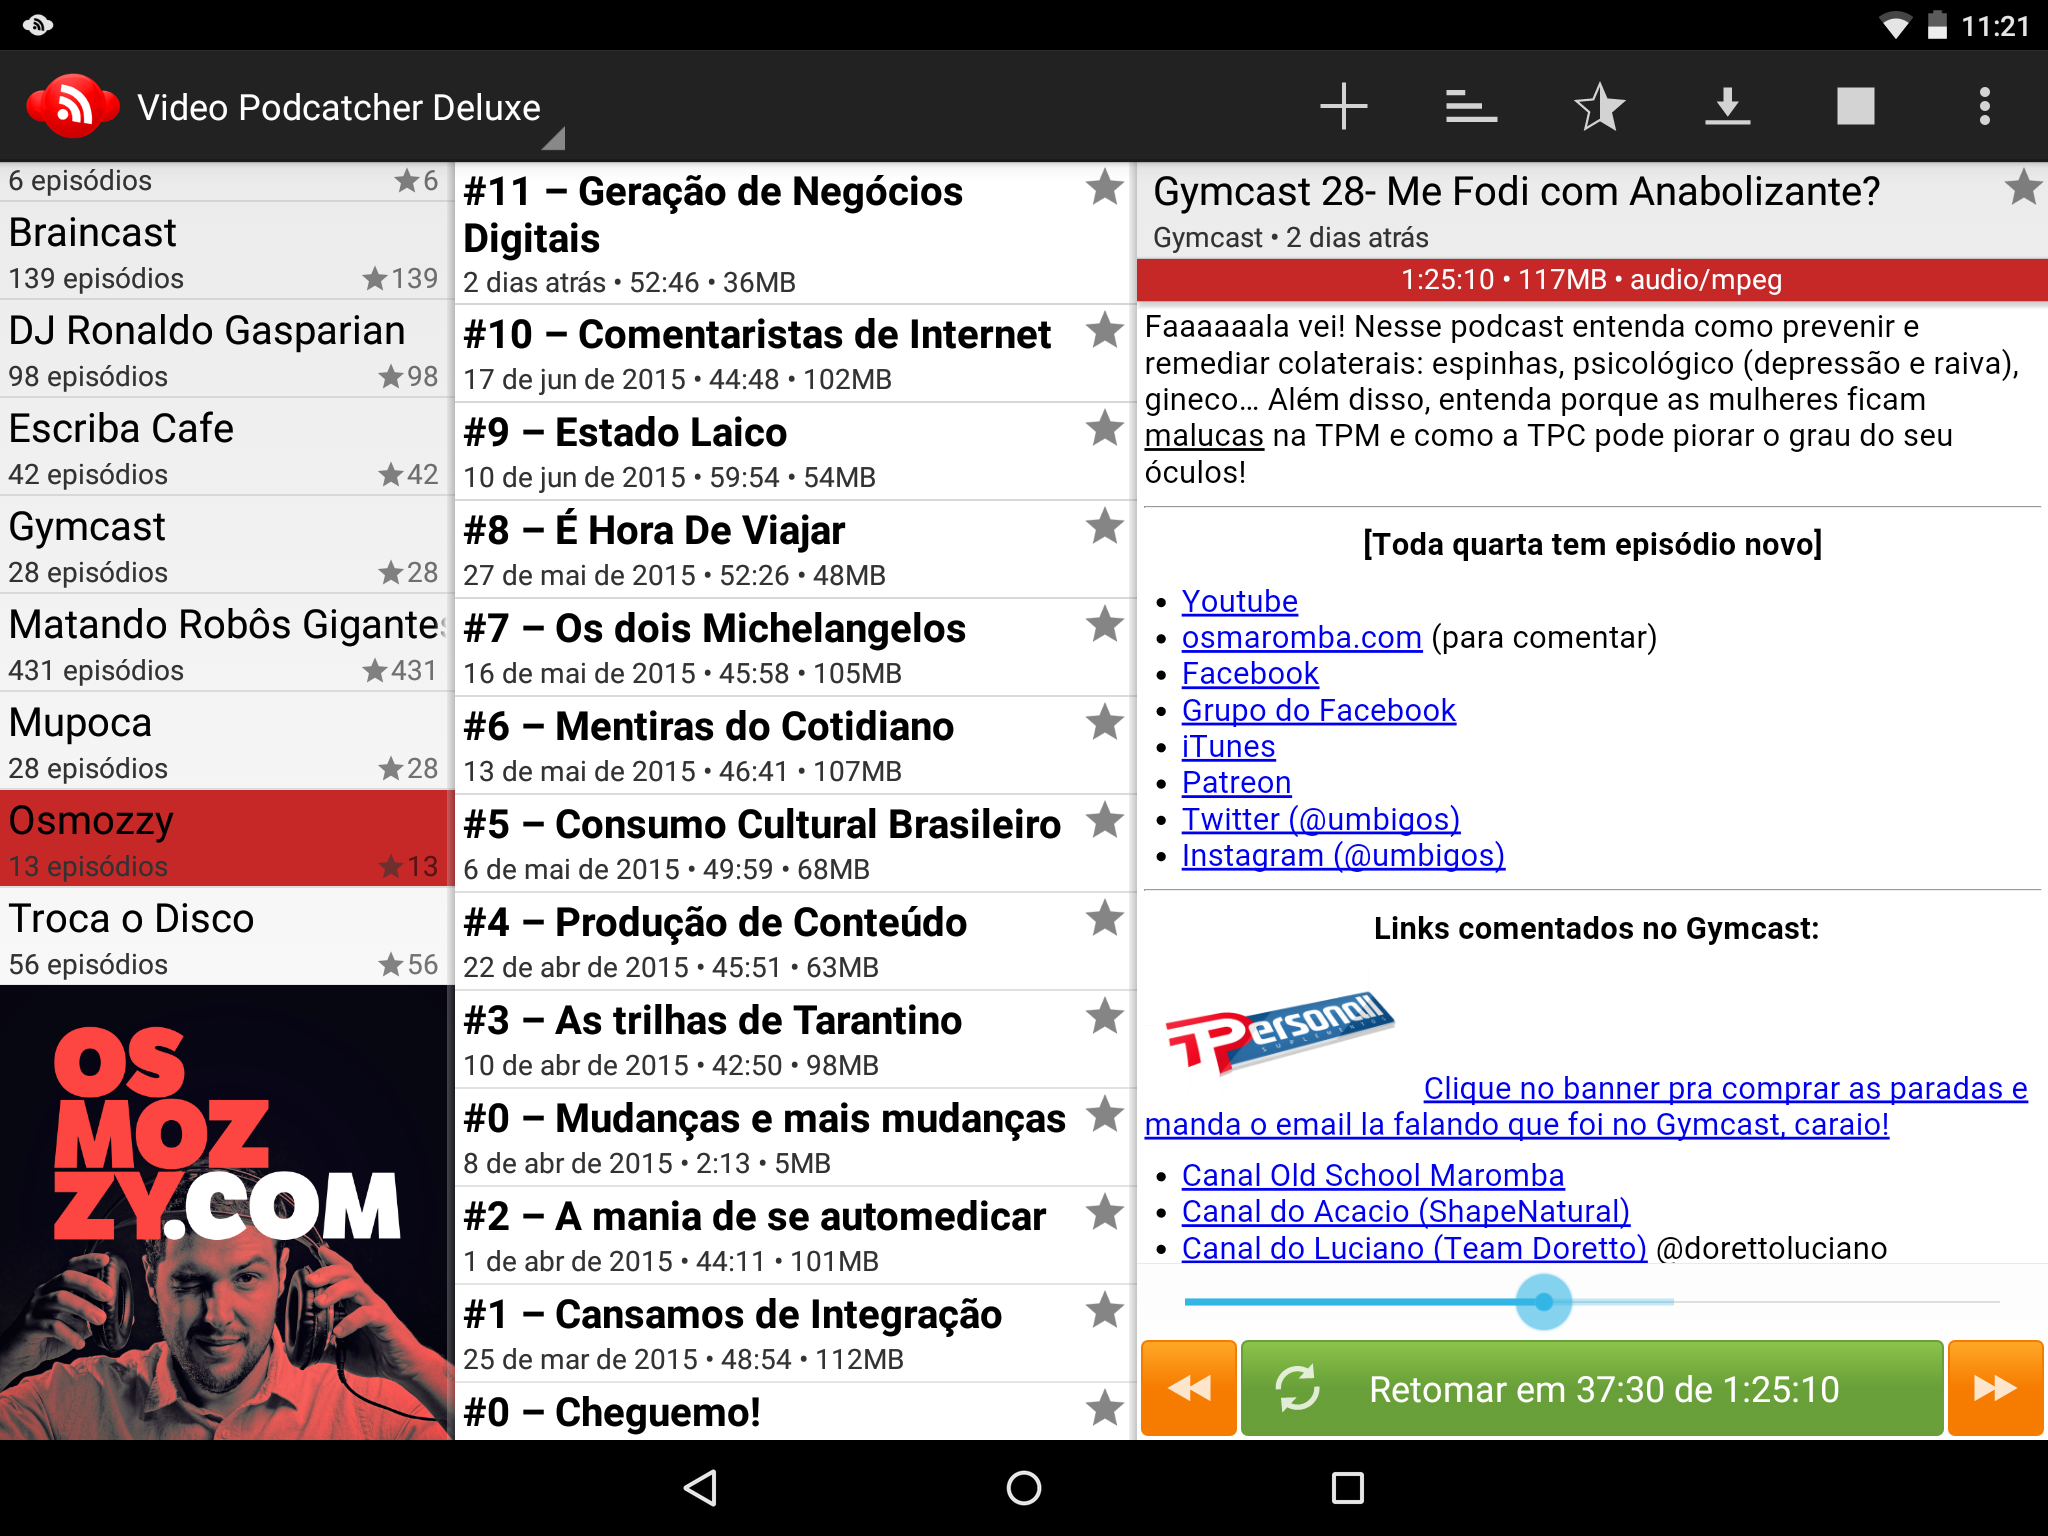 11:21
Video Podcatcher Deluxe
6 episódios
6
Braincast
139 episódios
139
DJ Ronaldo Gasparian
98 episódios
98
Escriba Cafe
42 episódios
42
Gymcast
28 episódios
28
Matando Robôs Gigantes
431 episódios
431
Mupoca
28 episódios
28
Osmozzy
13 episódios
13
Troca o Disco
56 episódios
56
OS
MOZ
ZY.COM
#11 – Geração de Negócios
Digitais
2 dias atrás • 52:46 • 36MB
#10 – Comentaristas de Internet
17 de jun de 2015 • 44:48 • 102MB
#9 – Estado Laico
10 de jun de 2015 • 59:54 • 54MB
#8 – É Hora De Viajar
27 de mai de 2015 • 52:26 • 48MB
#7 – Os dois Michelangelos
16 de mai de 2015 • 45:58 • 105MB
#6 – Mentiras do Cotidiano
13 de mai de 2015 • 46:41 • 107MB
#5 – Consumo Cultural Brasileiro
6 de mai de 2015 • 49:59 • 68MB
#4 – Produção de Conteúdo
22 de abr de 2015 • 45:51 • 63MB
#3 – As trilhas de Tarantino
10 de abr de 2015 • 42:50 • 98MB
#0 – Mudanças e mais mudanças
8 de abr de 2015 • 2:13 • 5MB
#2 – A mania de se automedicar
1 de abr de 2015 • 44:11 • 101MB
#1 – Cansamos de Integração
25 de mar de 2015 • 48:54 • 112MB
#0 – Cheguemo!
Gymcast 28- Me Fodi com Anabolizante?
Gymcast • 2 dias atrás
1:25:10 • 117MB • audio/mpeg
Faaaaaala vei! Nesse podcast entenda como prevenir e
remediar colaterais: espinhas, psicológico (depressão e raiva),
gineco… Além disso, entenda porque as mulheres ficam
malucas na TPM e como a TPC pode piorar o grau do seu
óculos!
[Toda quarta tem episódio novo]
• Youtube
• osmaromba.com (para comentar)
• Facebook
• Grupo do Facebook
• iTunes
• Patreon
• Twitter (@umbigos)
• Instagram (@umbigos)
Links comentados no Gymcast:
TPersonall
SUPLEMENTOS
Clique no banner pra comprar as paradas e
manda o email la falando que foi no Gymcast, caraio!
• Canal Old School Maromba
• Canal do Acacio (ShapeNatural)
• Canal do Luciano (Team Doretto) @dorettoluciano
Retomar em 37:30 de 1:25:10